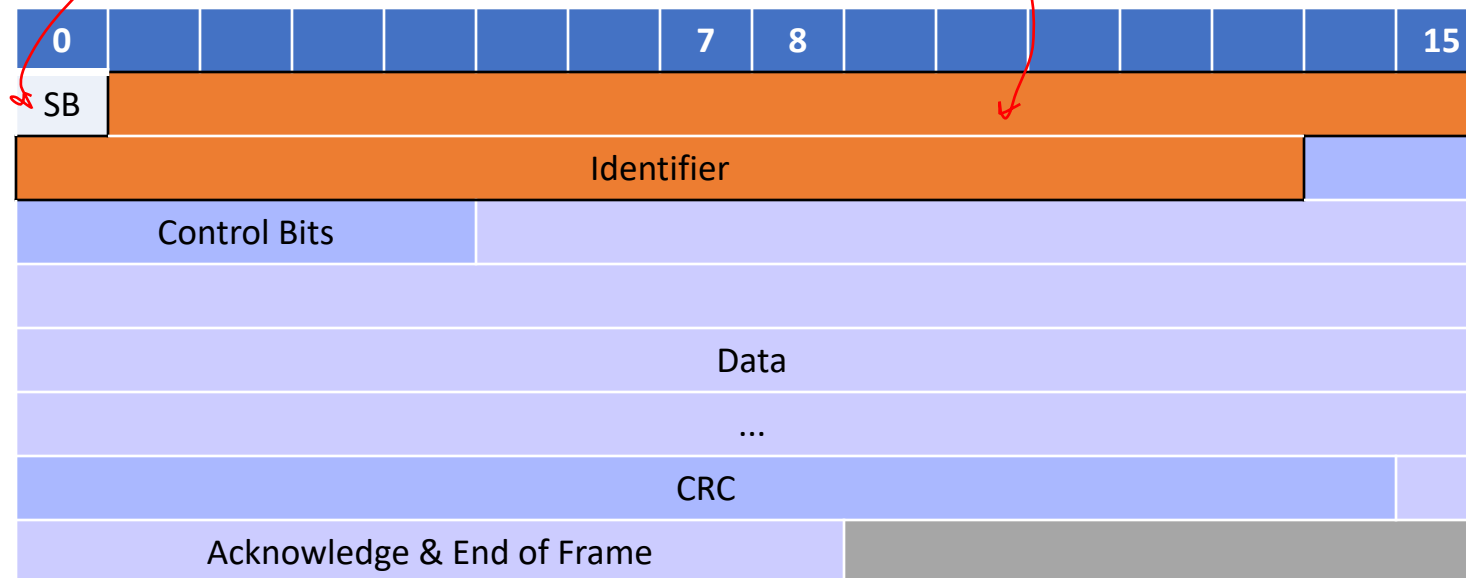 0 7 8 15
SB
Identifier
Control Bits
Data
...
CRC
Acknowledge & End of Frame